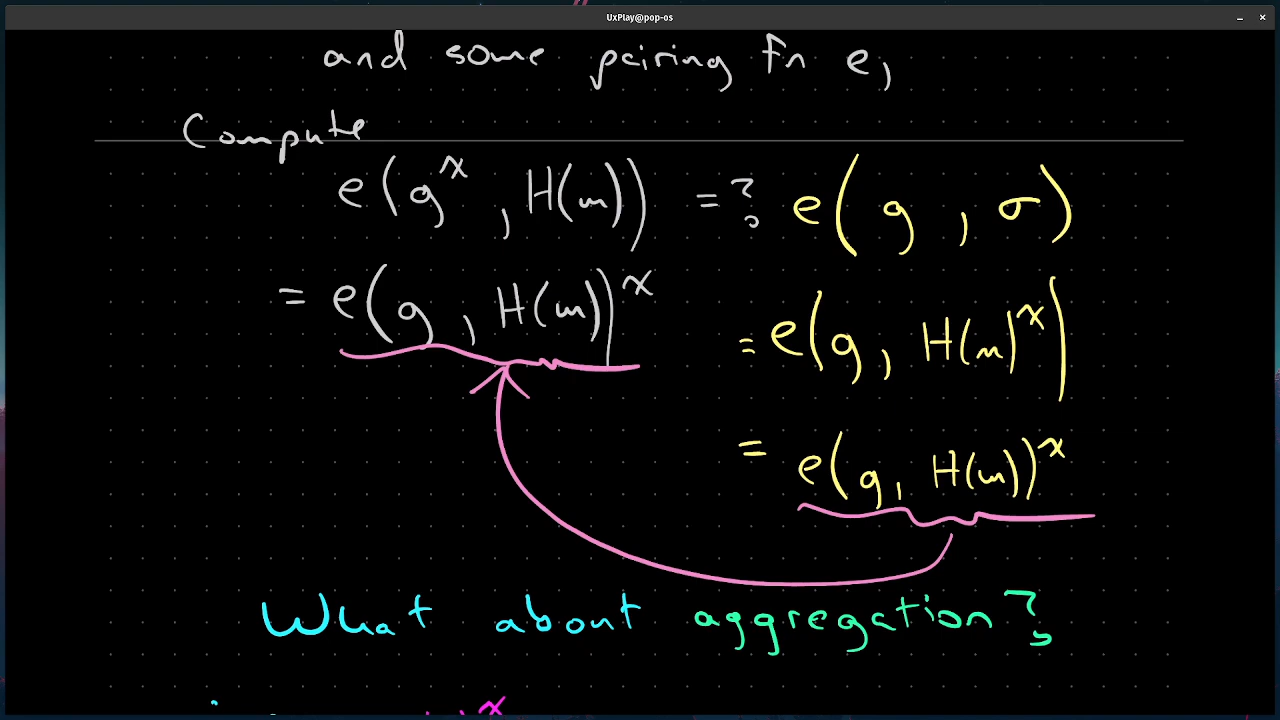 UxPlay@pop-os
and some pairing fn e,
Compute
e(g^x, H(m)) =? e(g, σ)
= e(g, H(m))^x
= e(g, H(m)^x)
= e(g, H(m))^x
What about aggregation?